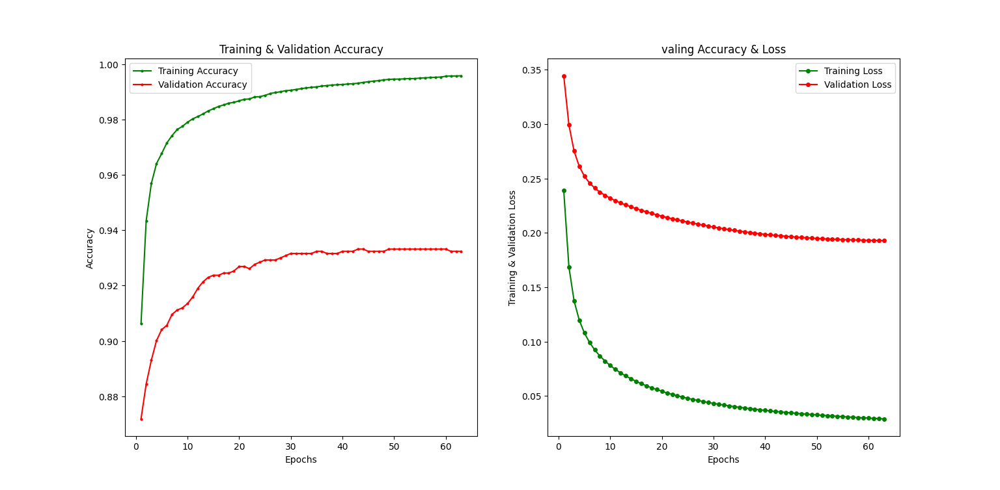 Training & Validation Accuracy
Training Accuracy
Validation Accuracy
1.00
0.98
0.96
0.94
0.92
0.90
0.88
Accuracy
0 10 20 30 40 50 60
Epochs
valing Accuracy & Loss
Training Loss
Validation Loss
0.35
0.30
0.25
0.20
0.15
0.10
0.05
Training & Validation Loss
0 10 20 30 40 50 60
Epochs